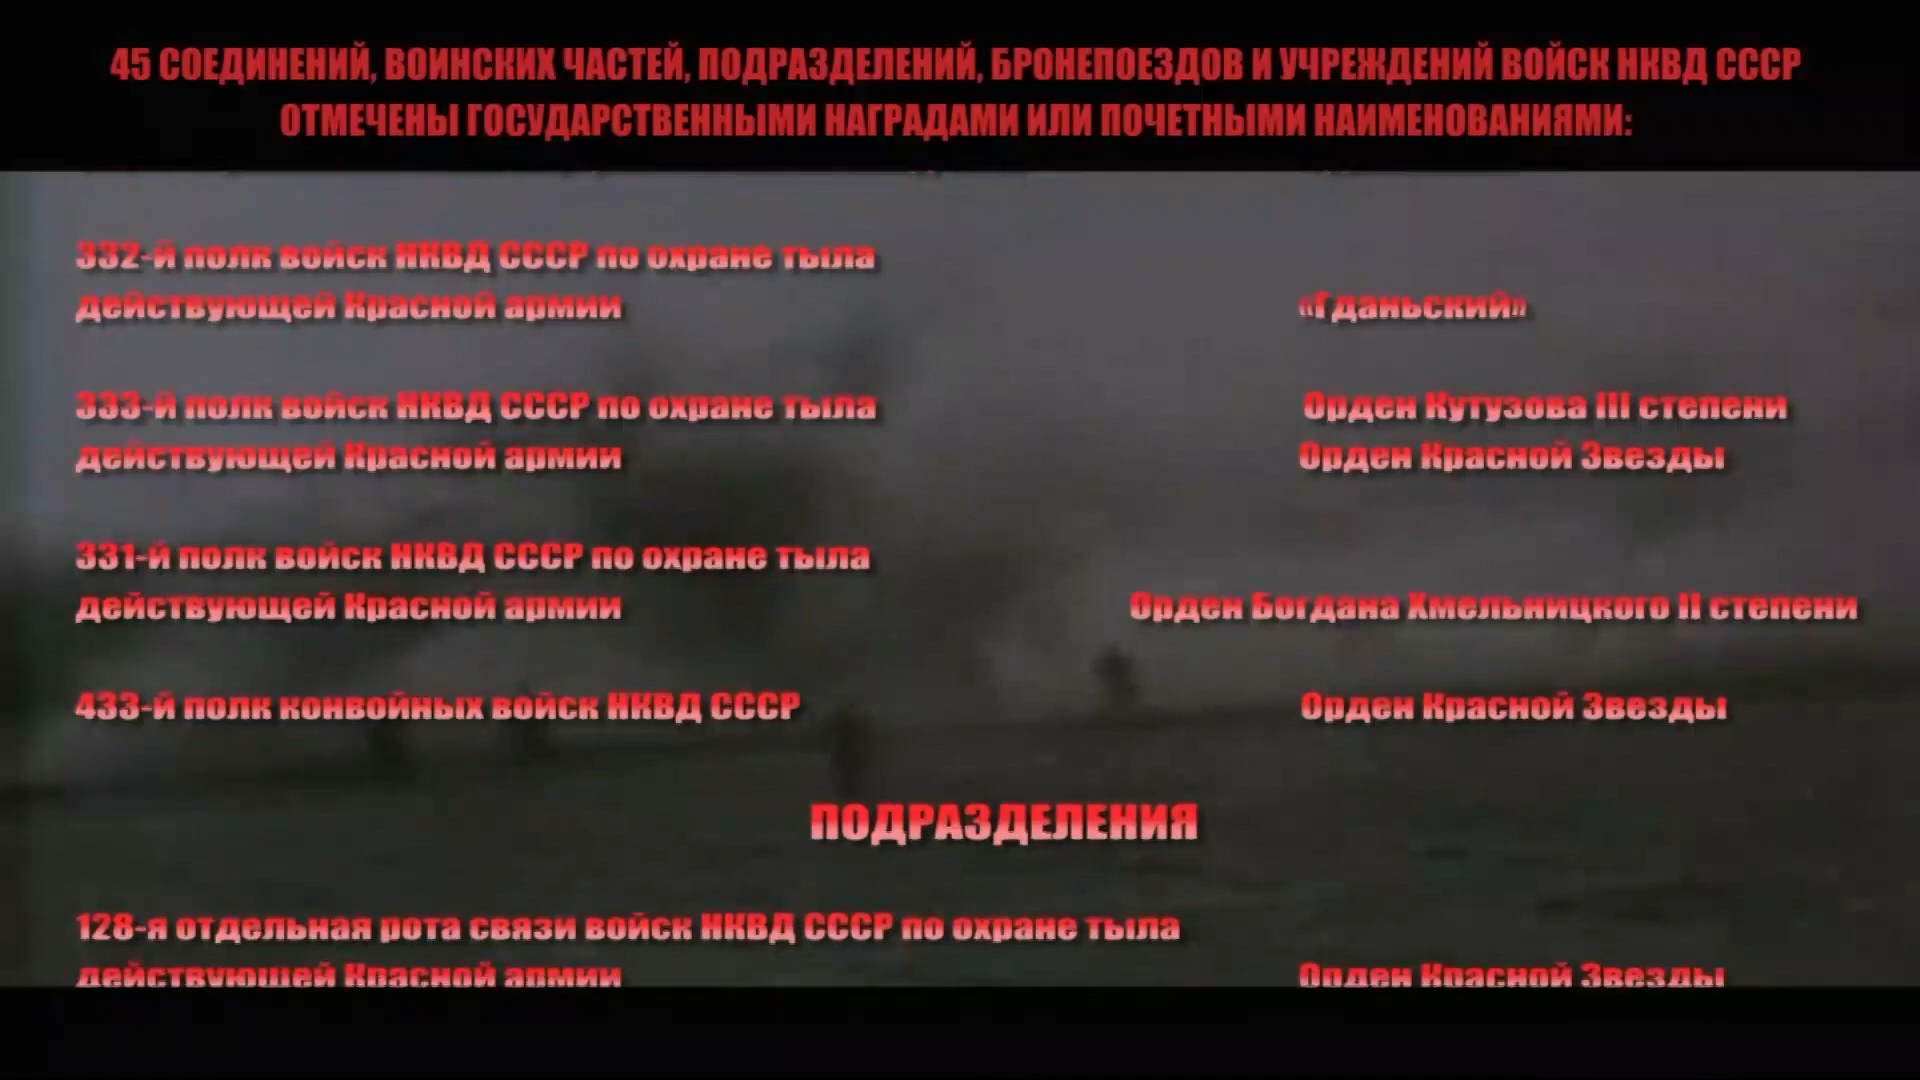 45 СОЕДИНЕНИЙ, ВОИНСКИХ ЧАСТЕЙ, ПОДРАЗДЕЛЕНИЙ, БРОНЕПОЕЗДОВ И УЧРЕЖДЕНИЙ ВОЙСК НКВД СССР
ОТМЕЧЕНЫ ГОСУДАРСТВЕННЫМИ НАГРАДАМИ ИЛИ ПОЧЕТНЫМИ НАИМЕНОВАНИЯМИ:
332-й полк войск НКВД СССР по охране тыла
действующей Красной армии «Гданьский»
333-й полк войск НКВД СССР по охране тыла Орден Кутузова III степени
действующей Красной армии Орден Красной Звезды
331-й полк войск НКВД СССР по охране тыла
действующей Красной армии Орден Богдана Хмельницкого II степени
433-й полк конвойных войск НКВД СССР Орден Красной Звезды
ПОДРАЗДЕЛЕНИЯ
128-я отдельная рота связи войск НКВД СССР по охране тыла
действующей Красной армии Орден Красной Звезды